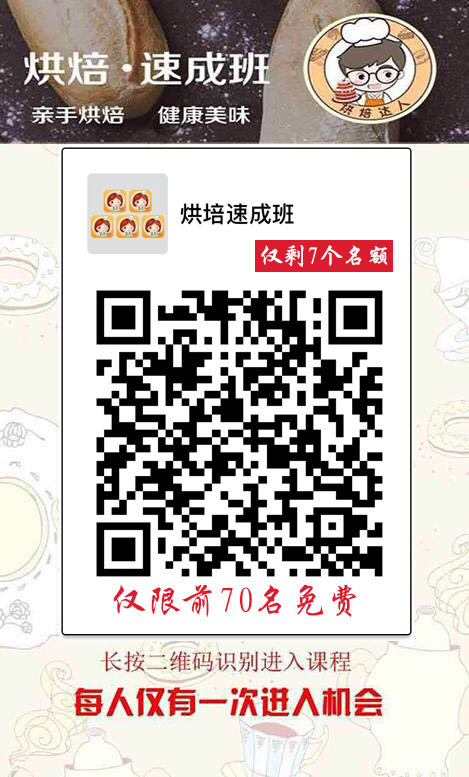 烘焙·速成班
亲手烘焙 健康美味
烘焙达人
烘培速成班
仅剩7个名额
仅限前70名免费
长按二维码识别进入课程
每人仅有一次进入机会